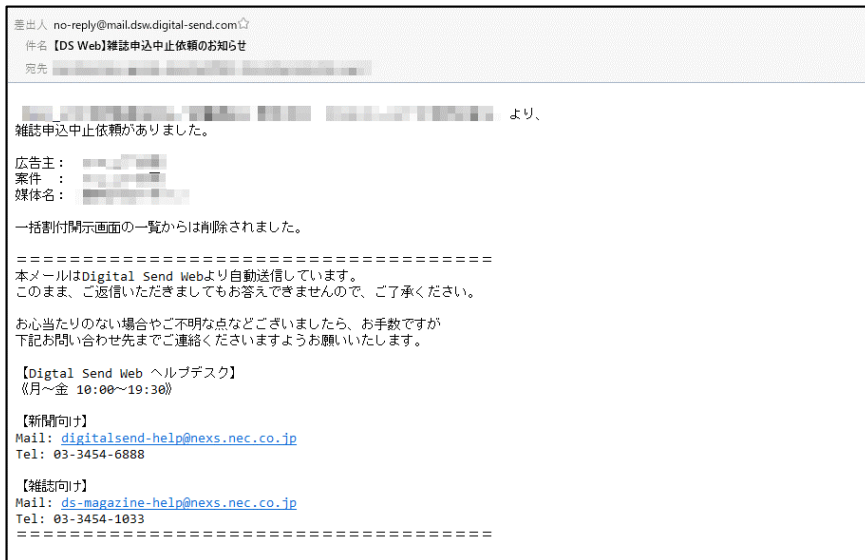 差出人 no-reply@mail.dsw.digital-send.com☆
件名 【DS Web】雑誌申込中止依頼のお知らせ
宛先
より、
雑誌申込中止依頼がありました。
広告主：
案件　：
媒体名：
一括割付開示画面の一覧からは削除されました。
＝＝＝＝＝＝＝＝＝＝＝＝＝＝＝＝＝＝＝＝＝＝＝＝＝＝＝＝＝＝＝＝＝＝＝＝
本メールはDigital Send Webより自動送信しています。
このまま、ご返信いただきましてもお答えできませんので、ご了承ください。
お心当たりのない場合やご不明な点などございましたら、お手数ですが
下記お問い合わせ先までご連絡くださいますようお願いいたします。
【Digtal Send Web ヘルプデスク】
《月～金 10:00～19:30》
【新聞向け】
Mail: digitalsend-help@nexs.nec.co.jp
Tel: 03-3454-6888
【雑誌向け】
Mail: ds-magazine-help@nexs.nec.co.jp
Tel: 03-3454-1033
＝＝＝＝＝＝＝＝＝＝＝＝＝＝＝＝＝＝＝＝＝＝＝＝＝＝＝＝＝＝＝＝＝＝＝＝